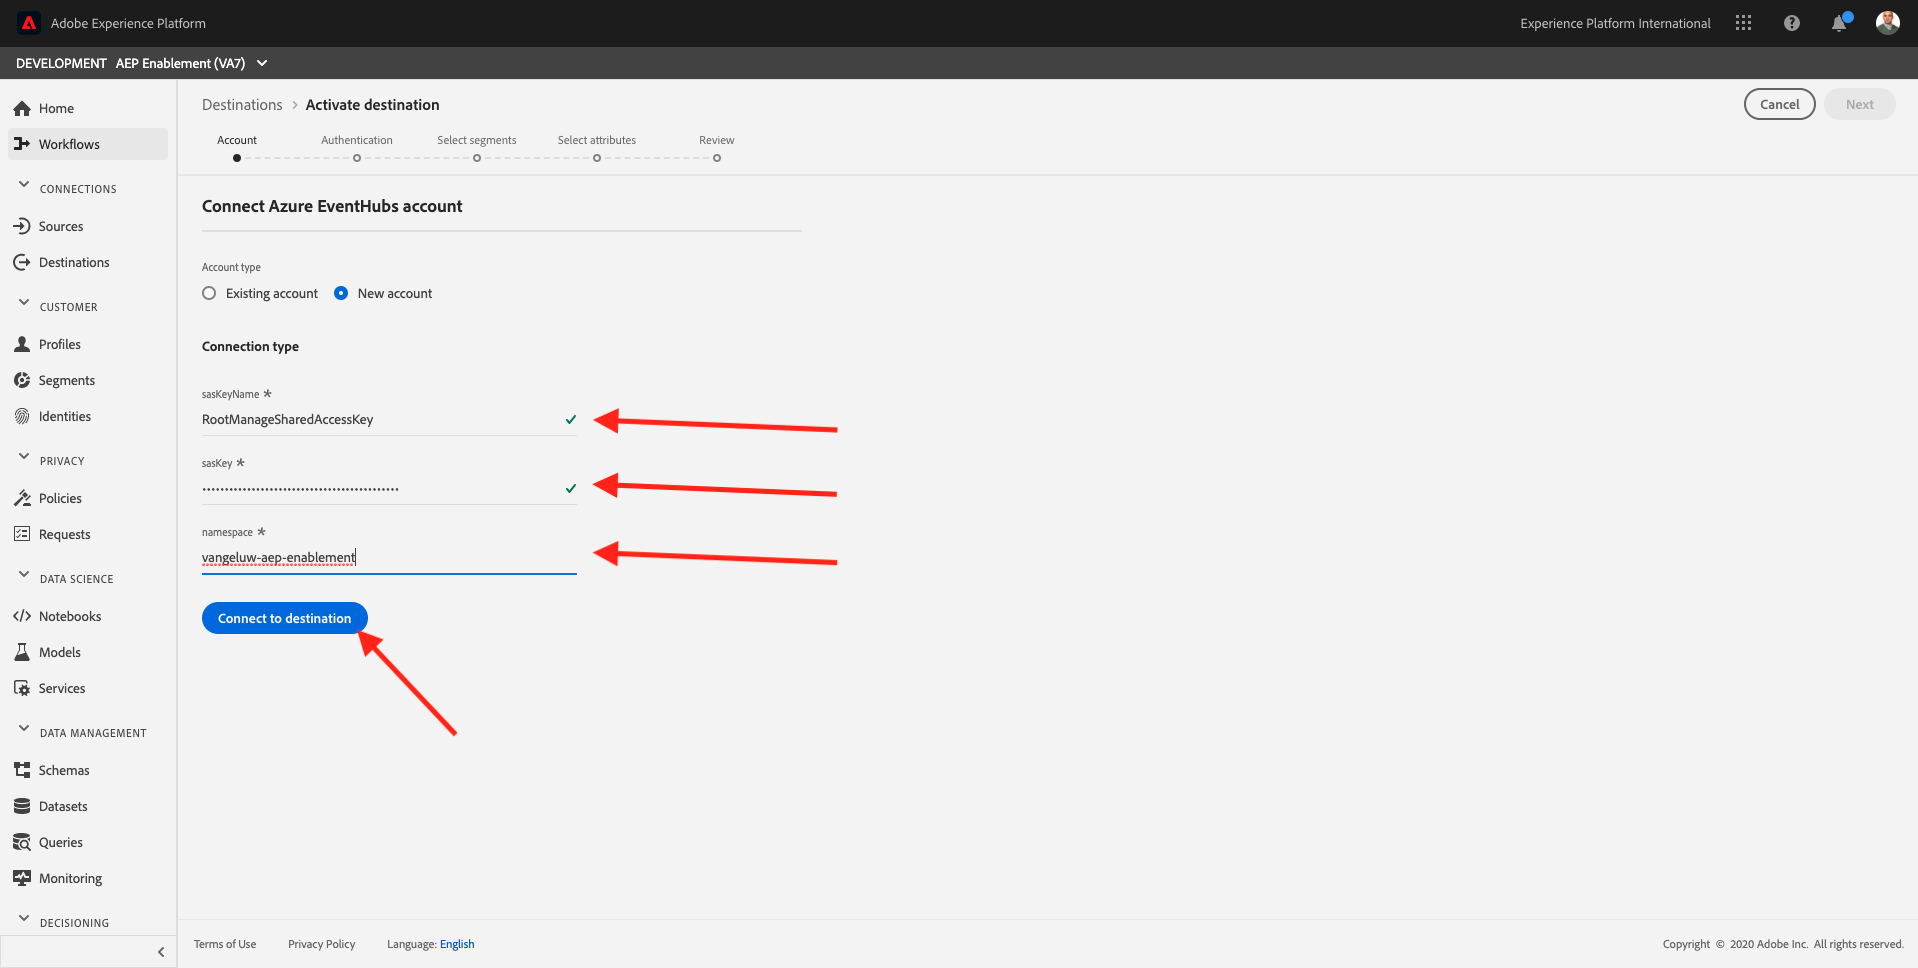 Adobe Experience Platform
Experience Platform International
DEVELOPMENT AEP Enablement (VA7)
Home
Workflows
CONNECTIONS
Sources
Destinations
CUSTOMER
Profiles
Segments
Identities
PRIVACY
Policies
Requests
DATA SCIENCE
Notebooks
Models
Services
DATA MANAGEMENT
Schemas
Datasets
Queries
Monitoring
DECISIONING
Destinations > Activate destination
Cancel
Next
Account
Authentication
Select segments
Select attributes
Review
Connect Azure EventHubs account
Account type
Existing account
New account
Connection type
sasKeyName *
RootManageSharedAccessKey
sasKey *
••••••••••••••••••••••••••••••••••••••••••••
namespace *
vangeluw-aep-enablement
Connect to destination
Terms of Use
Privacy Policy
Language: English
Copyright © 2020 Adobe Inc. All rights reserved.